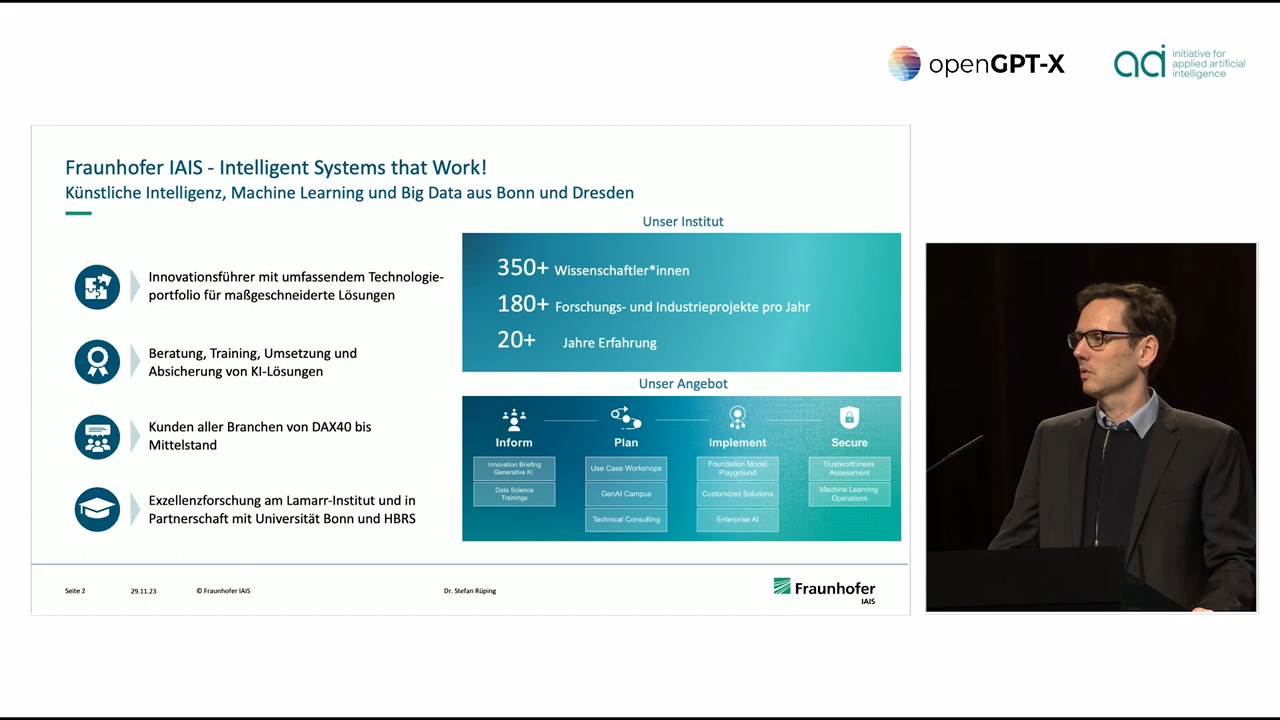 openGPT-X
aai
initiative for
applied artificial
intelligence
Fraunhofer IAIS - Intelligent Systems that Work!
Künstliche Intelligenz, Machine Learning und Big Data aus Bonn und Dresden
Innovationsführer mit umfassendem Technologie-
portfolio für maßgeschneiderte Lösungen
Beratung, Training, Umsetzung und
Absicherung von KI-Lösungen
Kunden aller Branchen von DAX40 bis
Mittelstand
Exzellenzforschung am Lamarr-Institut und in
Partnerschaft mit Universität Bonn und HBRS
Unser Institut
350+ Wissenschaftler*innen
180+ Forschungs- und Industrieprojekte pro Jahr
20+ Jahre Erfahrung
Unser Angebot
Inform
Innovation Briefing
Generative KI
Data Science
Trainings
Plan
Use Case Workshops
GenAI Campus
Technical Consulting
Implement
Foundation Model
Playground
Customized Solutions
Enterprise AI
Secure
Trustworthiness
Assessment
Machine Learning
Operations
Seite 2
29.11.23
© Fraunhofer IAIS
Dr. Stefan Rüping
Fraunhofer
IAIS